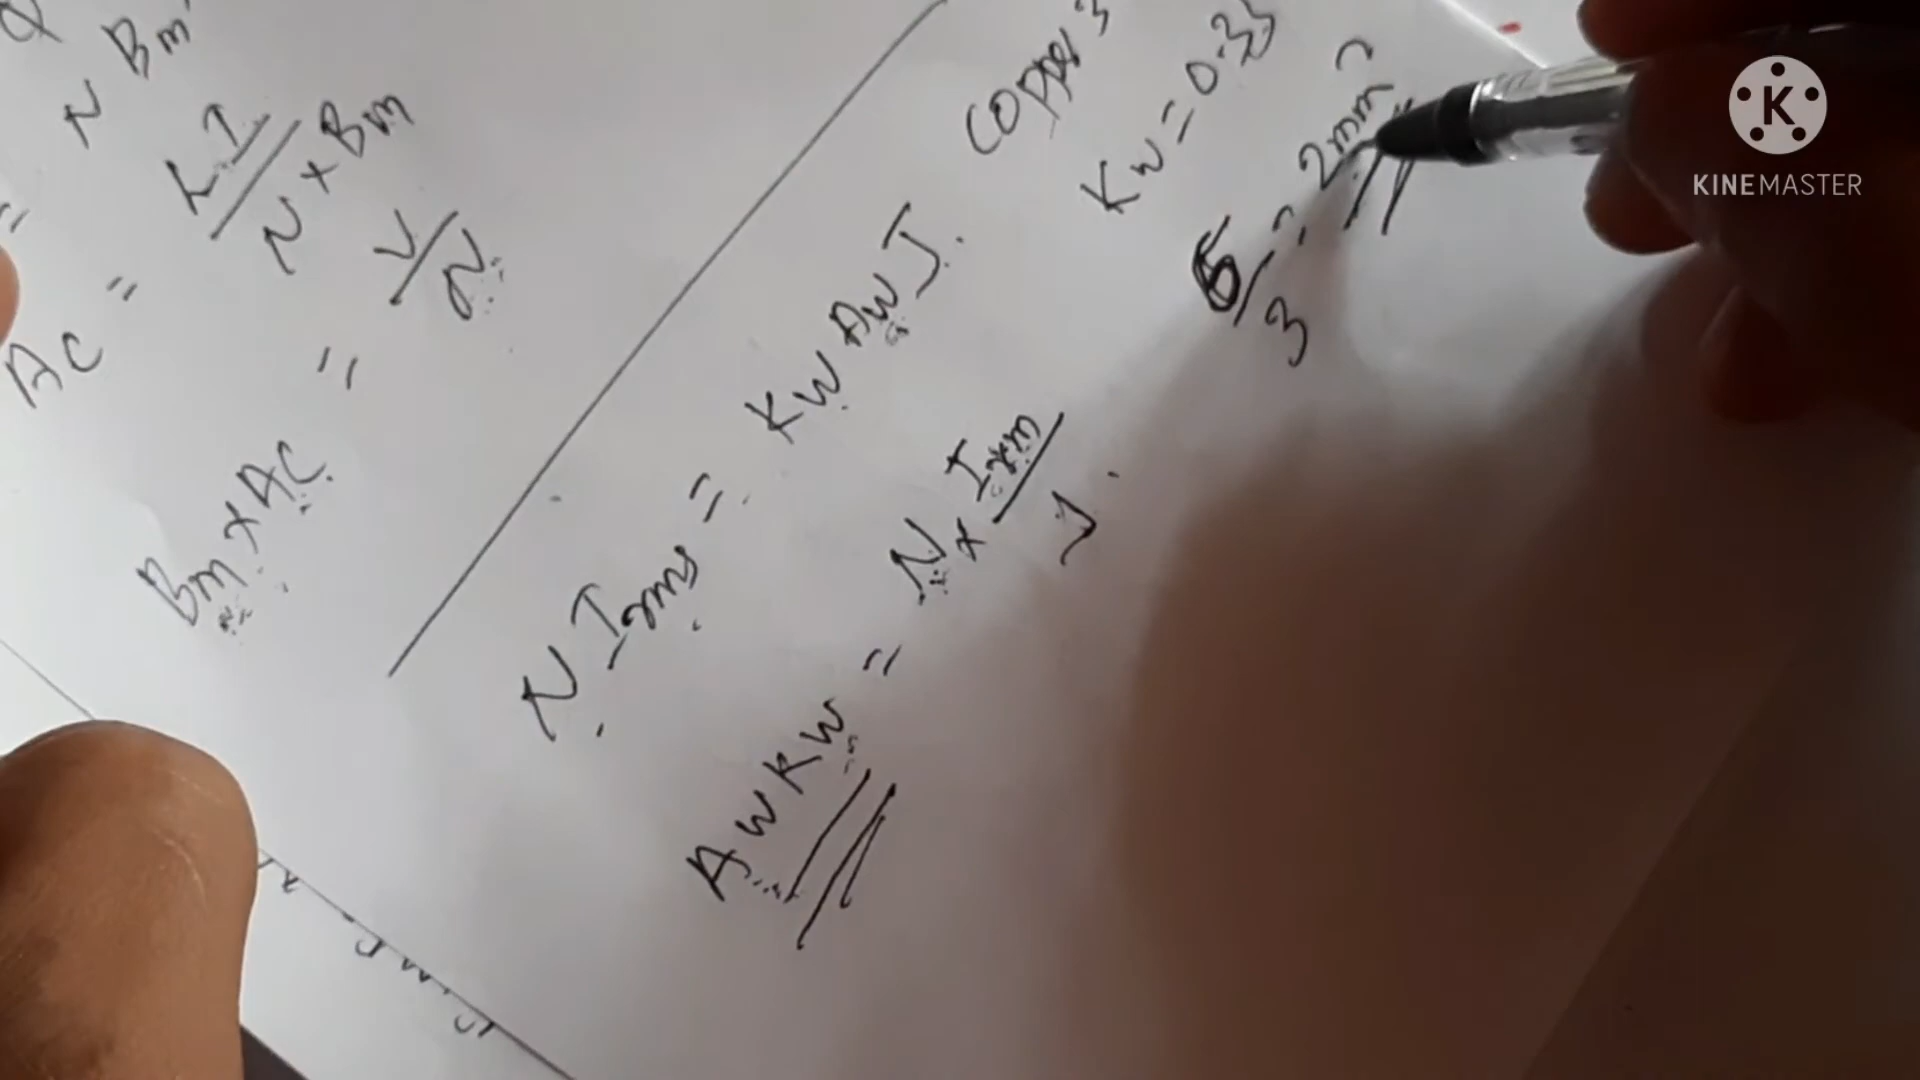 N Bm
Ac = LI / N x Bm
Bm x Ac = V/N
N Irms = Kw Aw J.
Aw Kw = N x Irm / J.
Copper 3
Kw = 0.35
6/3 = 2mm²
K
KINEMASTER